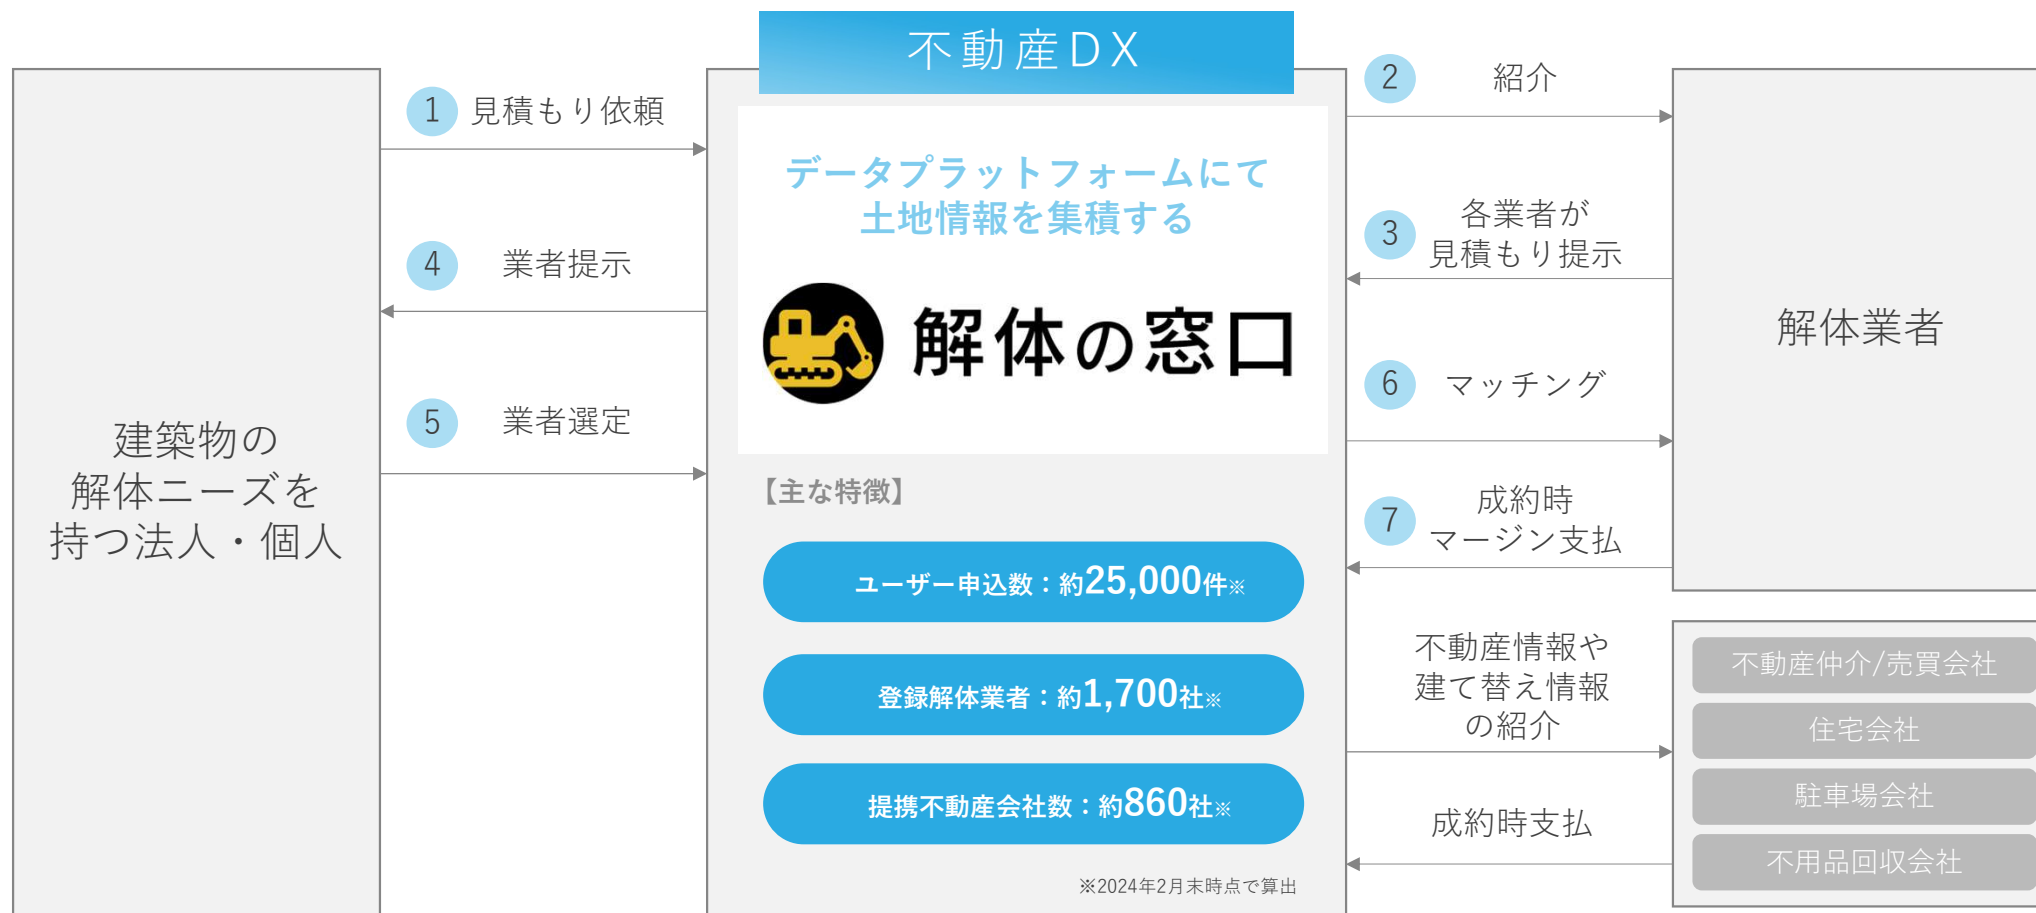 不動産DX
建築物の
解体ニーズを
持つ法人・個人
1 見積もり依頼
4 業者提示
5 業者選定
データプラットフォームにて
土地情報を集積する
解体の窓口
【主な特徴】
ユーザー申込数：約25,000件※
登録解体業者：約1,700社※
提携不動産会社数：約860社※
※2024年2月末時点で算出
2 紹介
3 各業者が
見積もり提示
6 マッチング
7 成約時
マージン支払
不動産情報や
建て替え情報
の紹介
成約時支払
解体業者
不動産仲介/売買会社
住宅会社
駐車場会社
不用品回収会社